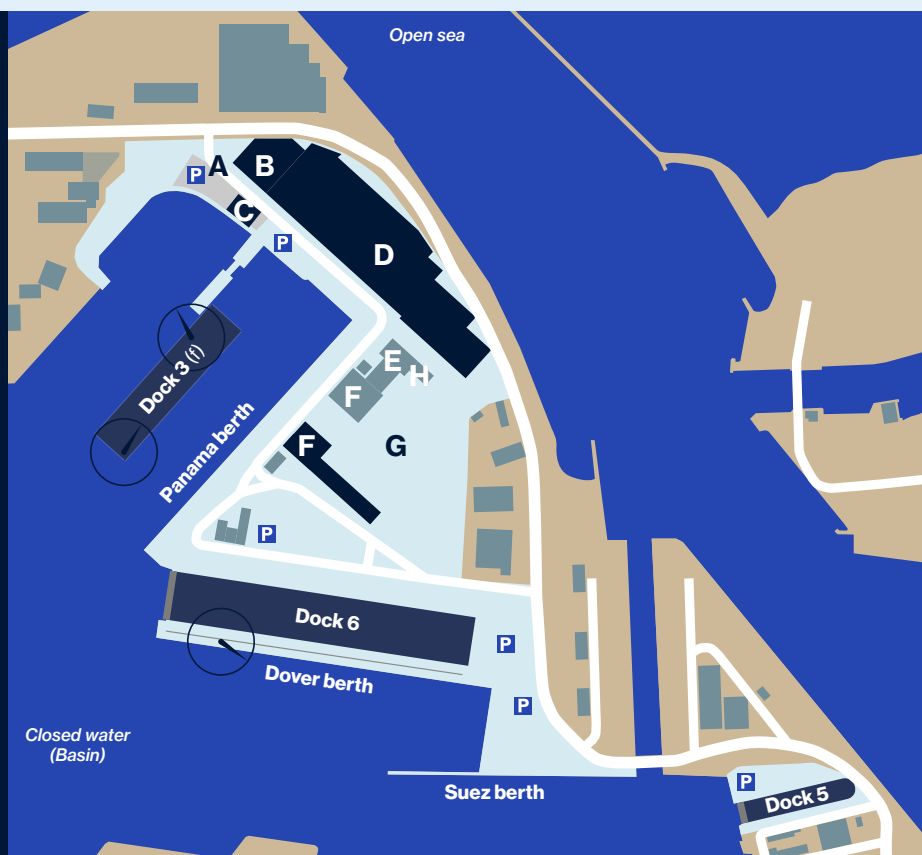 Open sea
A
B
P
C
P
D
Dock 3 (f)
E
H
F
Panama berth
F
G
P
Dock 6
P
Dover berth
P
Closed water
(Basin)
P
Suez berth
Dock 5